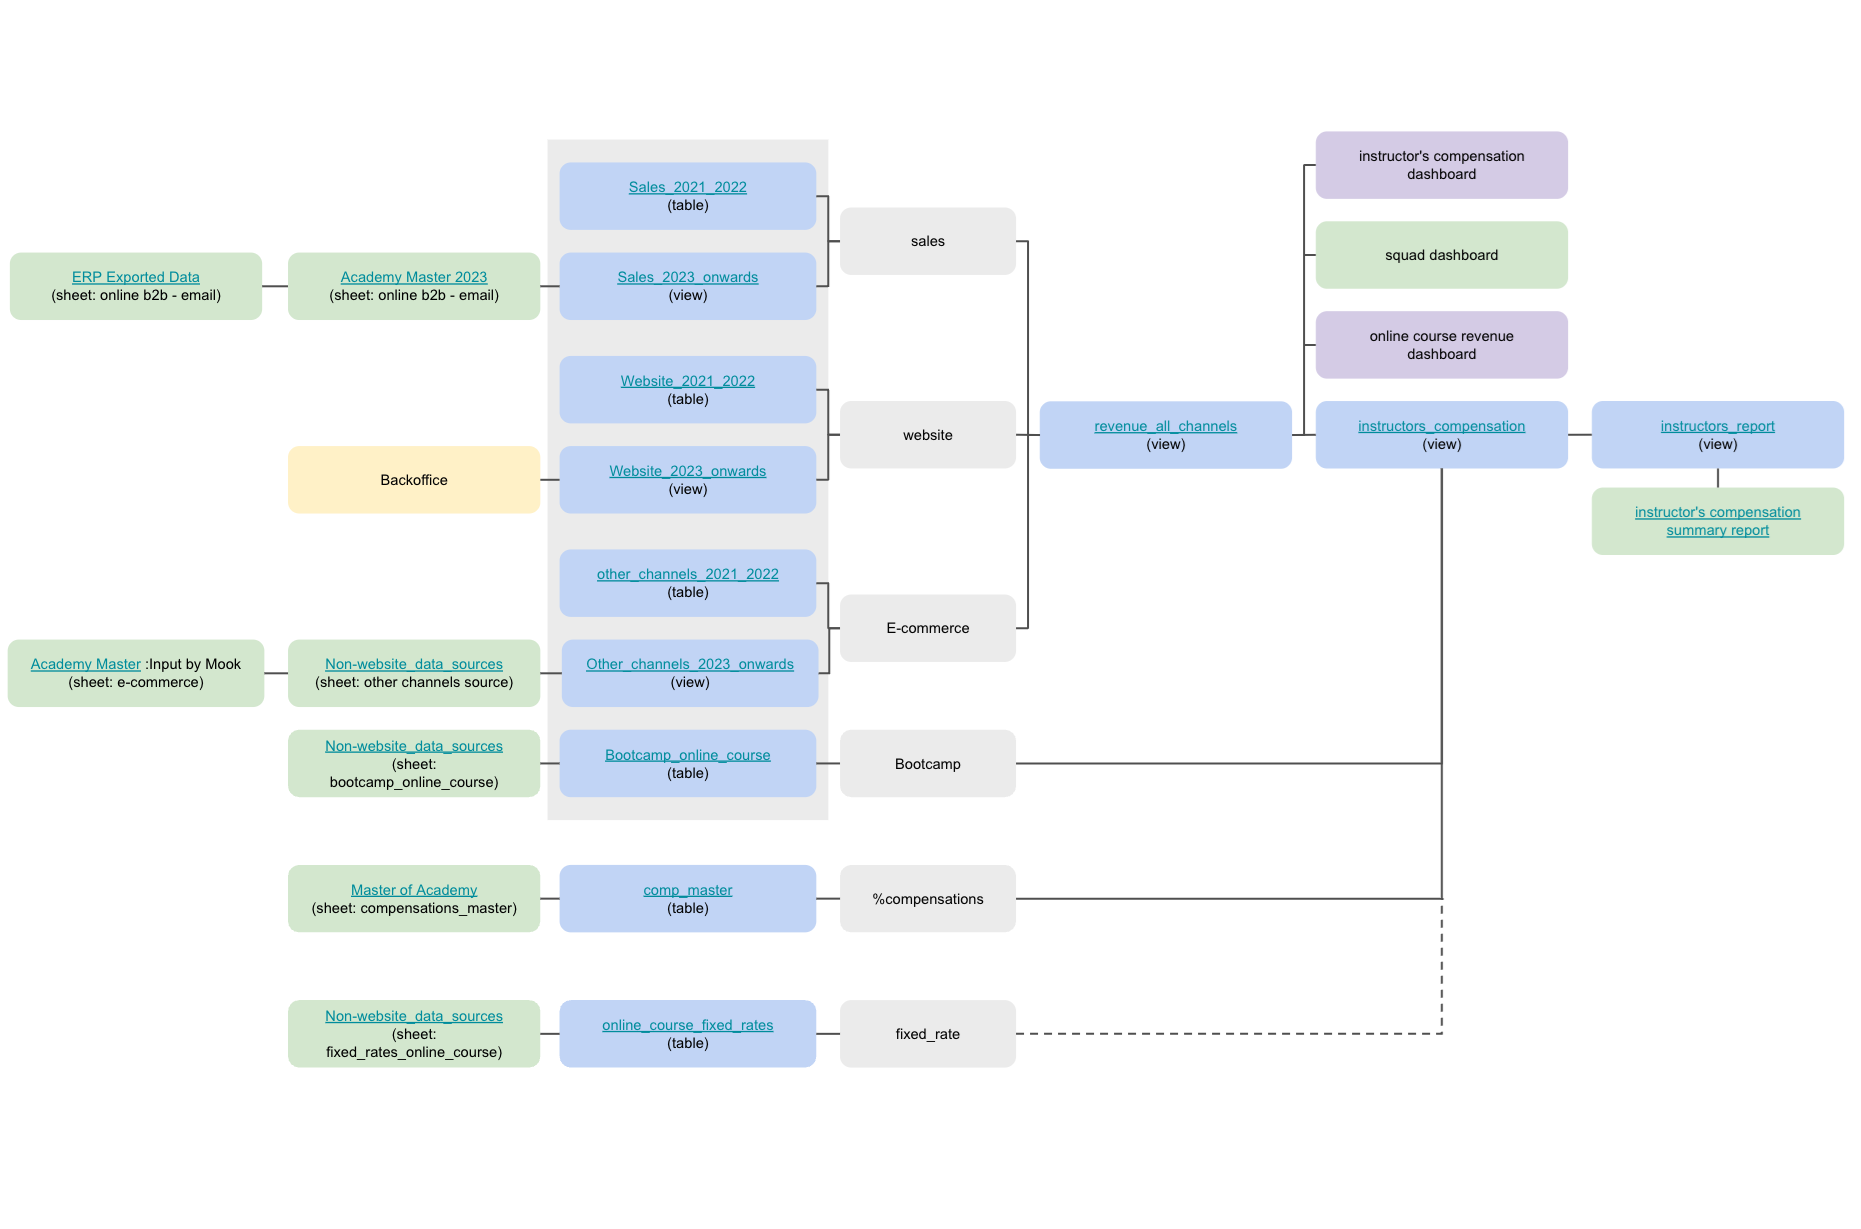 instructor's compensation
dashboard
Sales_2021_2022
(table)
sales
squad dashboard
ERP Exported Data
(sheet: online b2b - email)
Academy Master 2023
(sheet: online b2b - email)
Sales_2023_onwards
(view)
online course revenue
dashboard
Website_2021_2022
(table)
website
revenue_all_channels
(view)
instructors_compensation
(view)
instructors_report
(view)
Backoffice
Website_2023_onwards
(view)
instructor's compensation
summary report
other_channels_2021_2022
(table)
E-commerce
Academy Master :Input by Mook
(sheet: e-commerce)
Non-website_data_sources
(sheet: other channels source)
Other_channels_2023_onwards
(view)
Non-website_data_sources
(sheet:
bootcamp_online_course)
Bootcamp_online_course
(table)
Bootcamp
Master of Academy
(sheet: compensations_master)
comp_master
(table)
%compensations
Non-website_data_sources
(sheet:
fixed_rates_online_course)
online_course_fixed_rates
(table)
fixed_rate